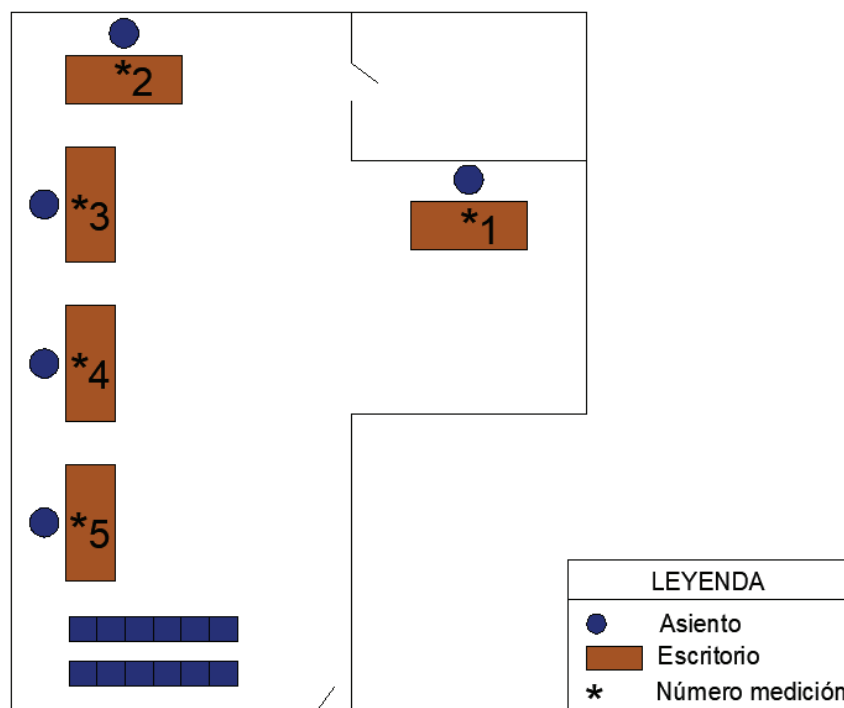 *2
*3
*1
*4
*5
LEYENDA
Asiento
Escritorio
* Número medición